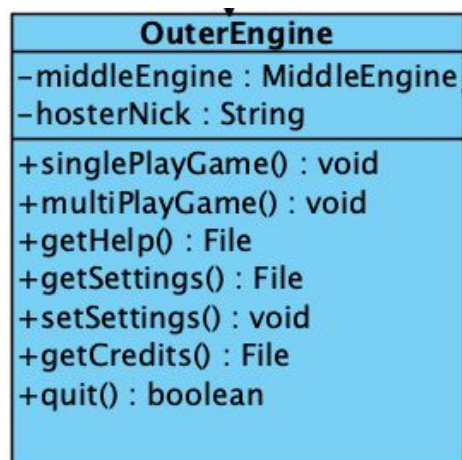 OuterEngine
-middleEngine : MiddleEngine
-hosterNick : String
+singlePlayGame() : void
+multiPlayGame() : void
+getHelp() : File
+getSettings() : File
+setSettings() : void
+getCredits() : File
+quit() : boolean